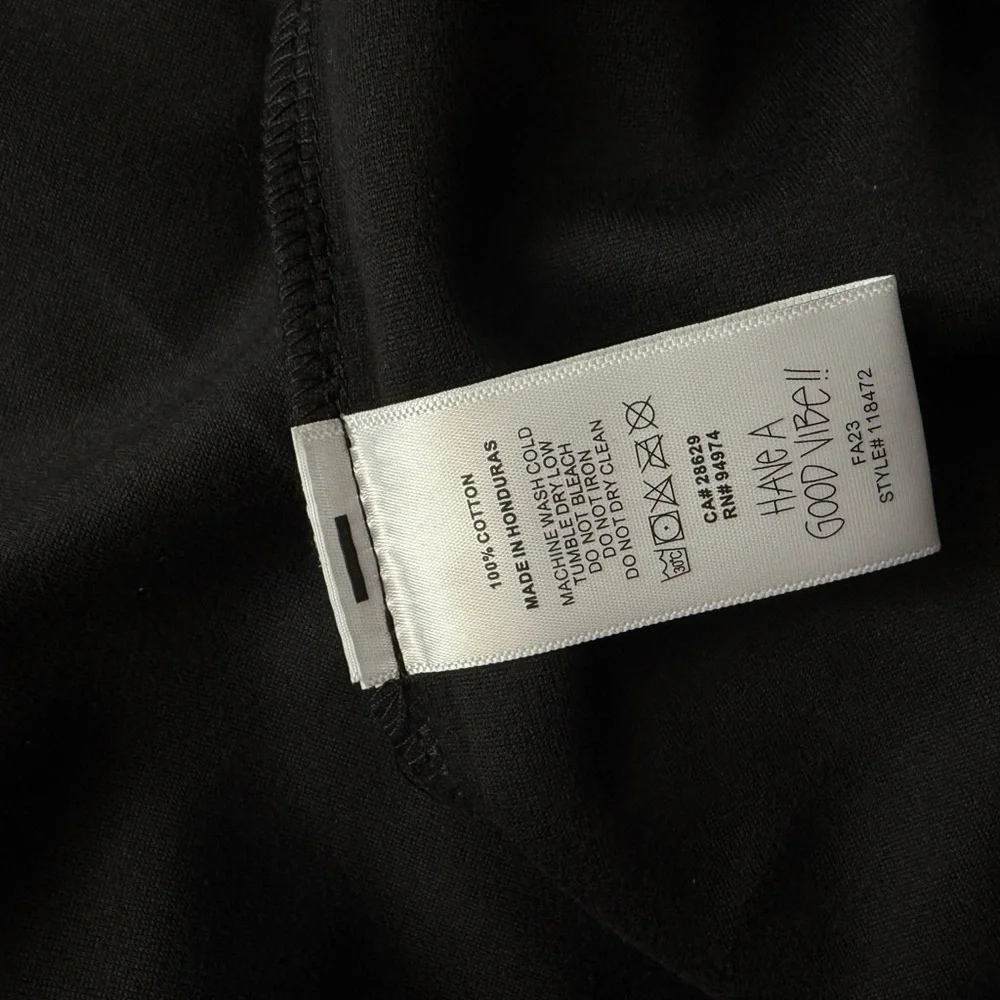 100% COTTON
MADE IN HONDURAS
MACHINE WASH COLD
TUMBLE DRY LOW
DO NOT BLEACH
DO NOT IRON
DO NOT DRY CLEAN
30°C
CA# 28629
RN# 94974
HAVE A
GOOD VIBE!!
FA23
STYLE# 118472